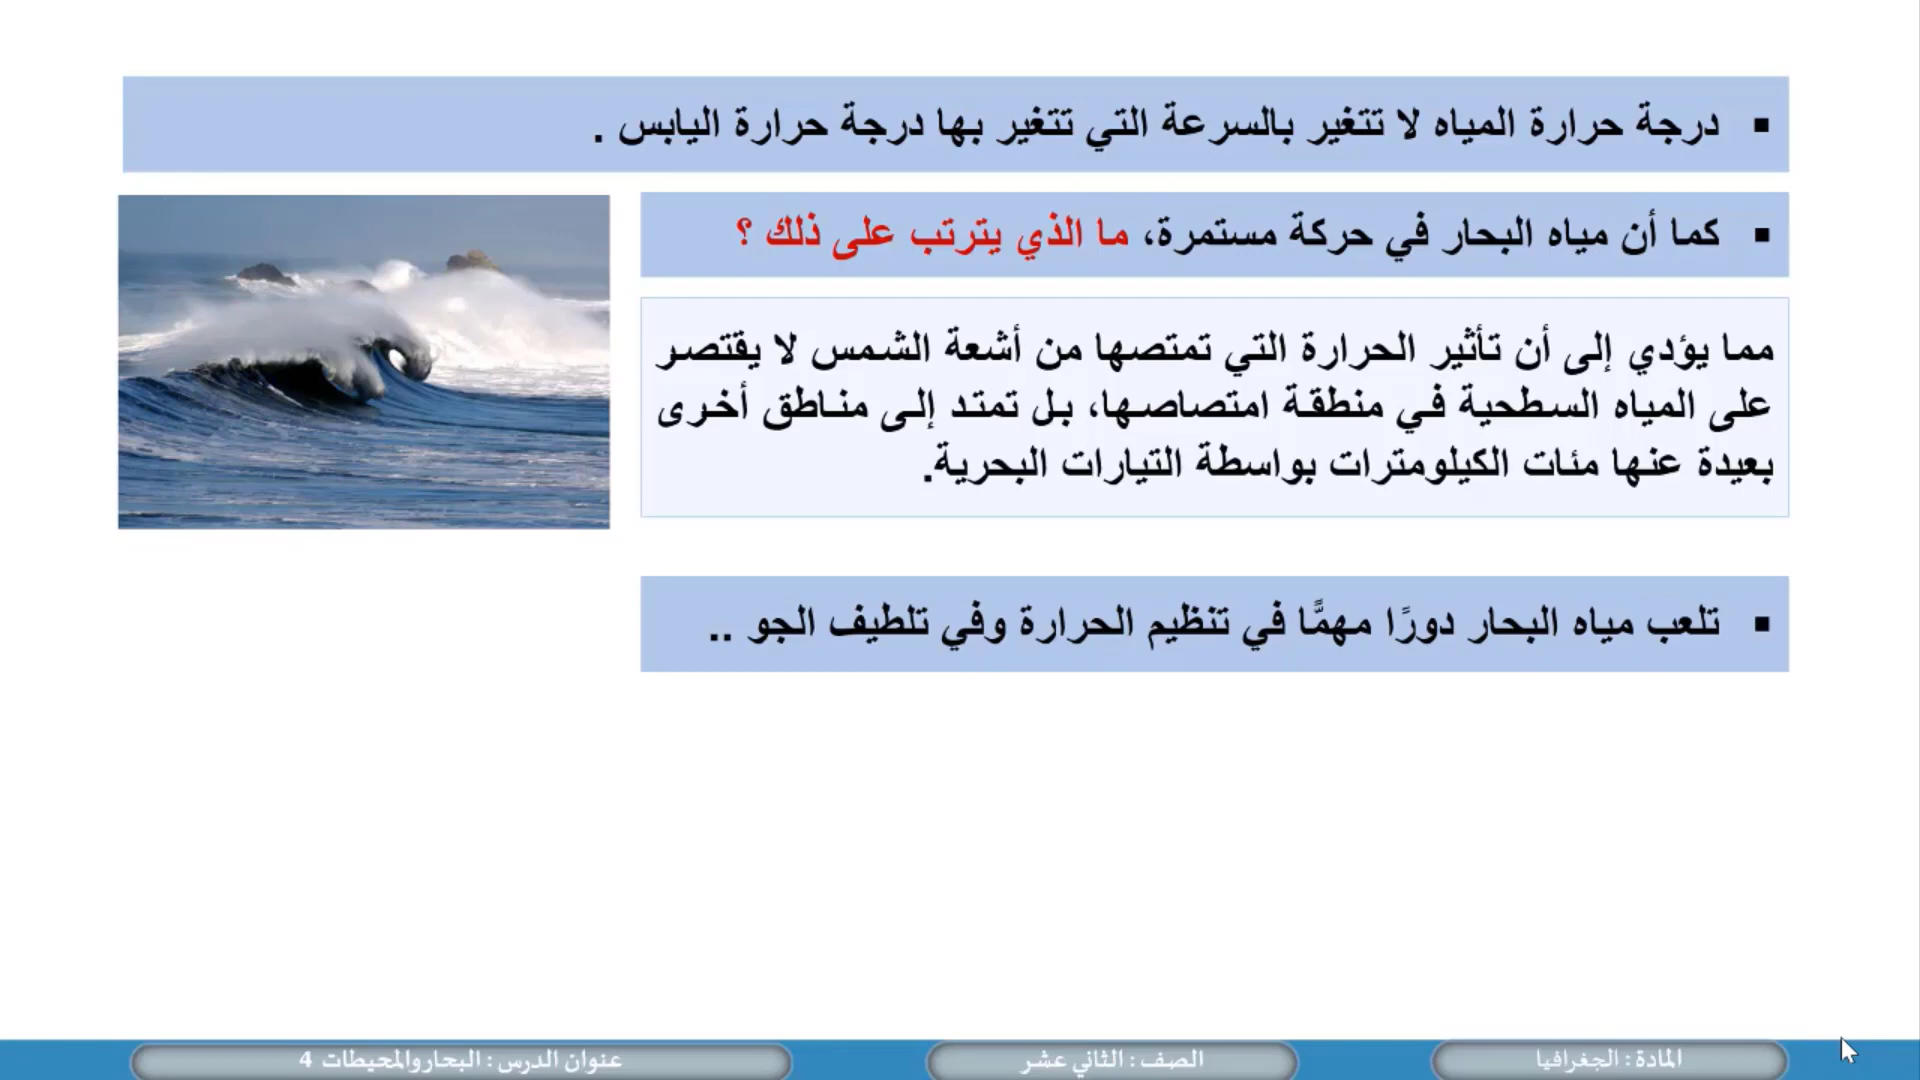 ▪ درجة حرارة المياه لا تتغير بالسرعة التي تتغير بها درجة حرارة اليابس .
▪ كما أن مياه البحار في حركة مستمرة، ما الذي يترتب على ذلك ؟
مما يؤدي إلى أن تأثير الحرارة التي تمتصها من أشعة الشمس لا يقتصر
على المياه السطحية في منطقة امتصاصها، بل تمتد إلى مناطق أخرى
بعيدة عنها مئات الكيلومترات بواسطة التيارات البحرية.
▪ تلعب مياه البحار دورًا مهمًّا في تنظيم الحرارة وفي تلطيف الجو ..
المادة : الجغرافيا
الصف : الثاني عشر
عنوان الدرس : البحار والمحيطات 4